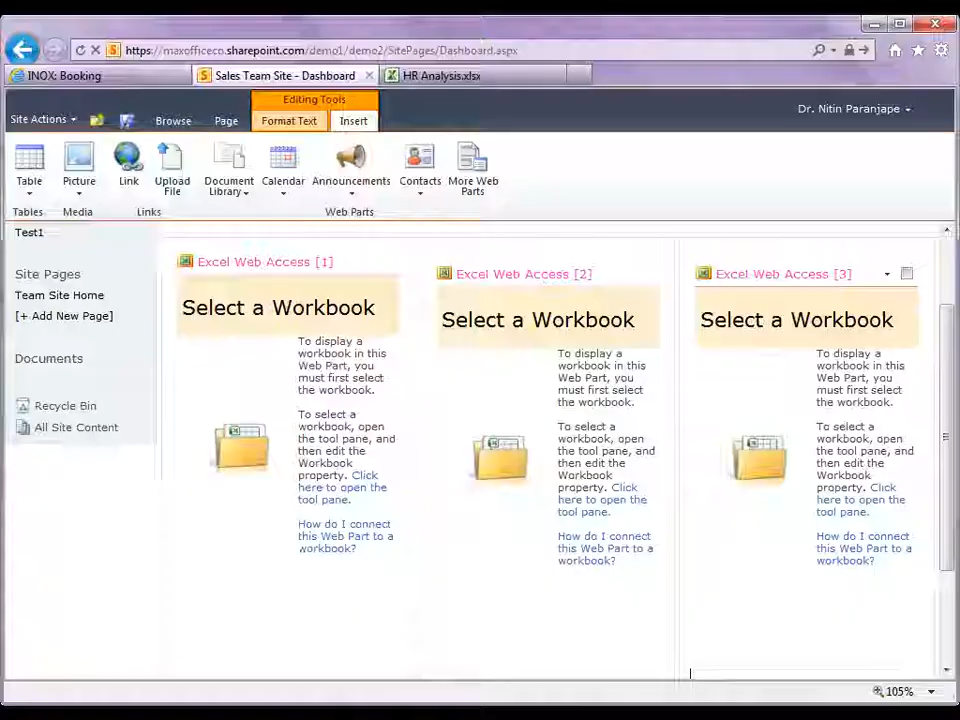 https://maxofficeco.sharepoint.com/demo1/demo2/SitePages/Dashboard.aspx
INOX: Booking
Sales Team Site - Dashboard
HR Analysis.xlsx
Editing Tools
Site Actions
Browse
Page
Format Text
Insert
Dr. Nitin Paranjape
Table
Picture
Link
Upload
File
Document
Library
Calendar
Announcements
Contacts
More Web
Parts
Tables
Media
Links
Web Parts
Test1
Site Pages
Team Site Home
[+ Add New Page]
Documents
Recycle Bin
All Site Content
Excel Web Access [1]
Select a Workbook
To display a
workbook in this
Web Part, you
must first select
the workbook.
To select a
workbook, open
the tool pane, and
then edit the
Workbook
property. Click
here to open the
tool pane.
How do I connect
this Web Part to a
workbook?
Excel Web Access [2]
Select a Workbook
To display a
workbook in this
Web Part, you
must first select
the workbook.
To select a
workbook, open
the tool pane, and
then edit the
Workbook
property. Click
here to open the
tool pane.
How do I connect
this Web Part to a
workbook?
Excel Web Access [3]
Select a Workbook
To display a
workbook in this
Web Part, you
must first select
the workbook.
To select a
workbook, open
the tool pane, and
then edit the
Workbook
property. Click
here to open the
tool pane.
How do I connect
this Web Part to a
workbook?
105%